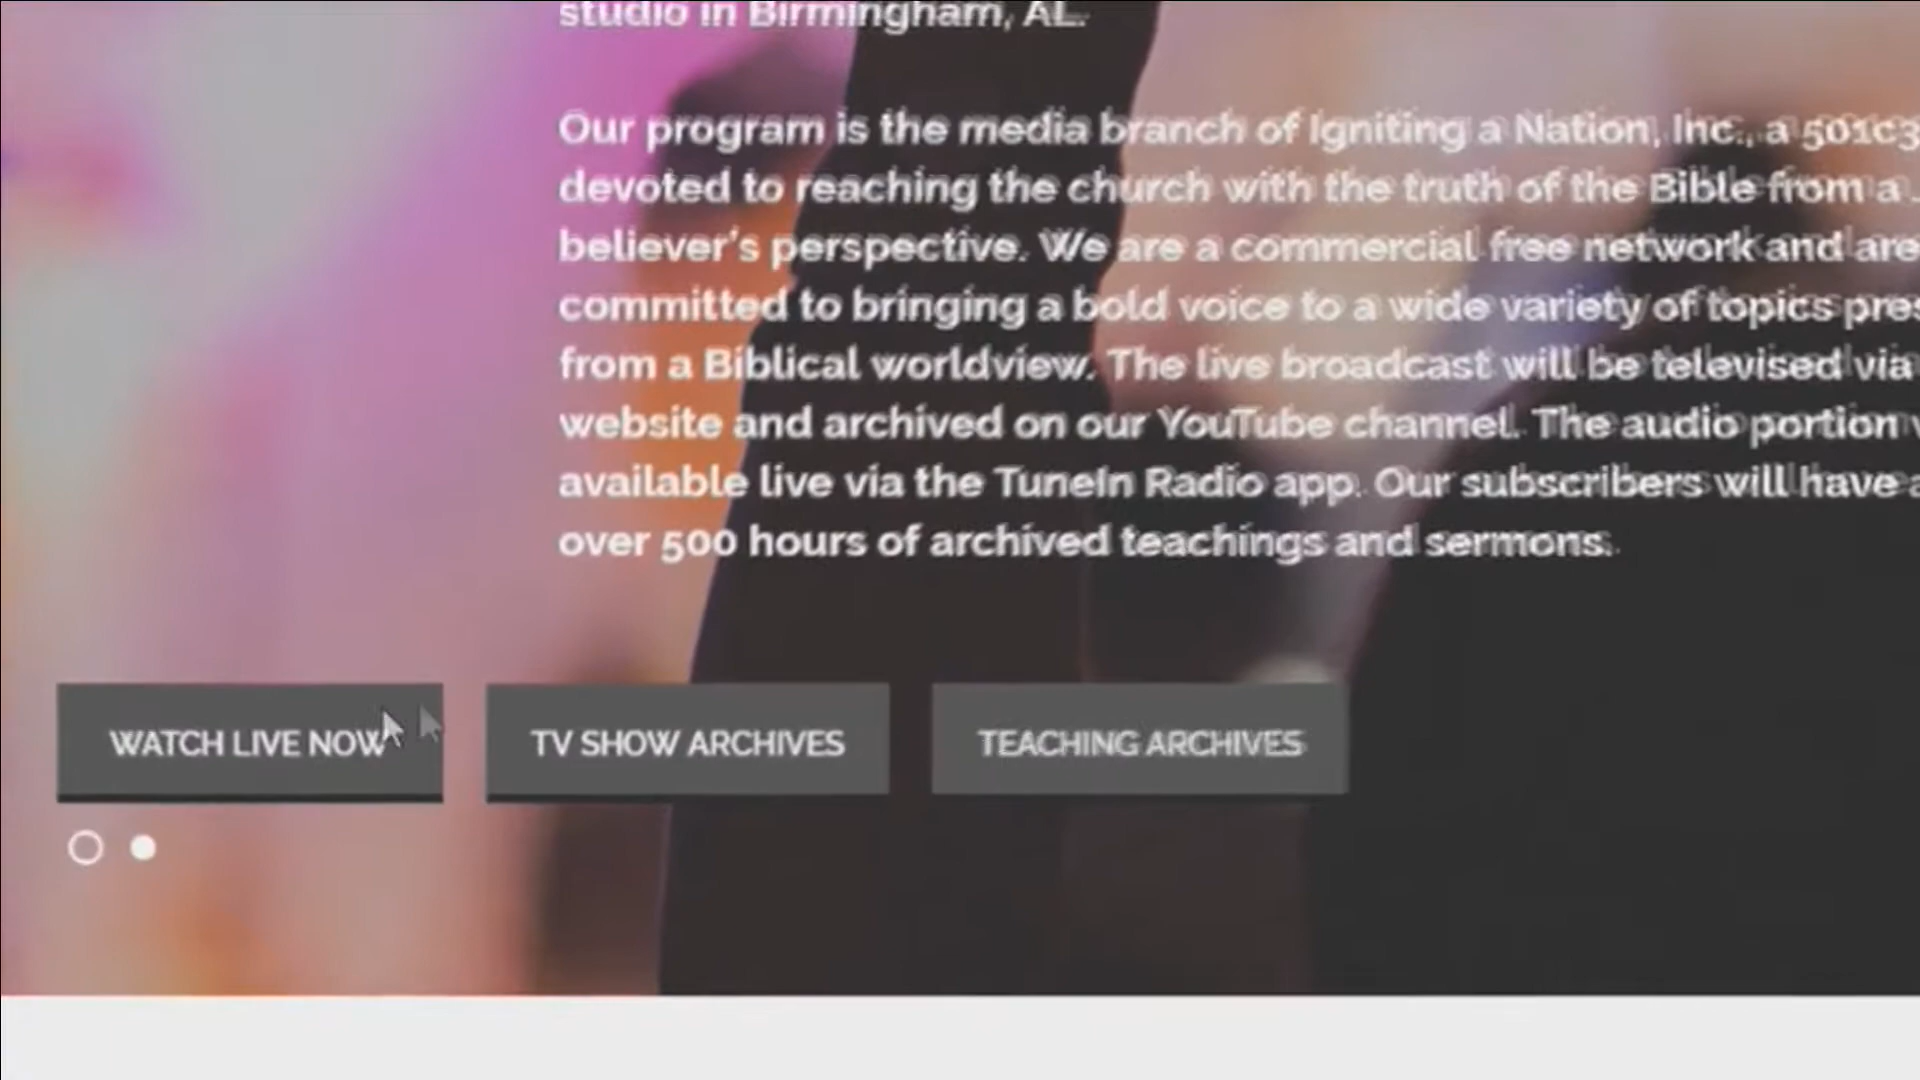 studio in Birmingham, AL.
Our program is the media branch of Igniting a Nation, Inc., a 501c3
devoted to reaching the church with the truth of the Bible from a
believer's perspective. We are a commercial free network and are
committed to bringing a bold voice to a wide variety of topics
from a Biblical worldview. The live broadcast will be televised via
website and archived on our YouTube channel. The audio portion
available live via the TuneIn Radio app. Our subscribers will have
over 500 hours of archived teachings and sermons.
WATCH LIVE NOW
TV SHOW ARCHIVES
TEACHING ARCHIVES